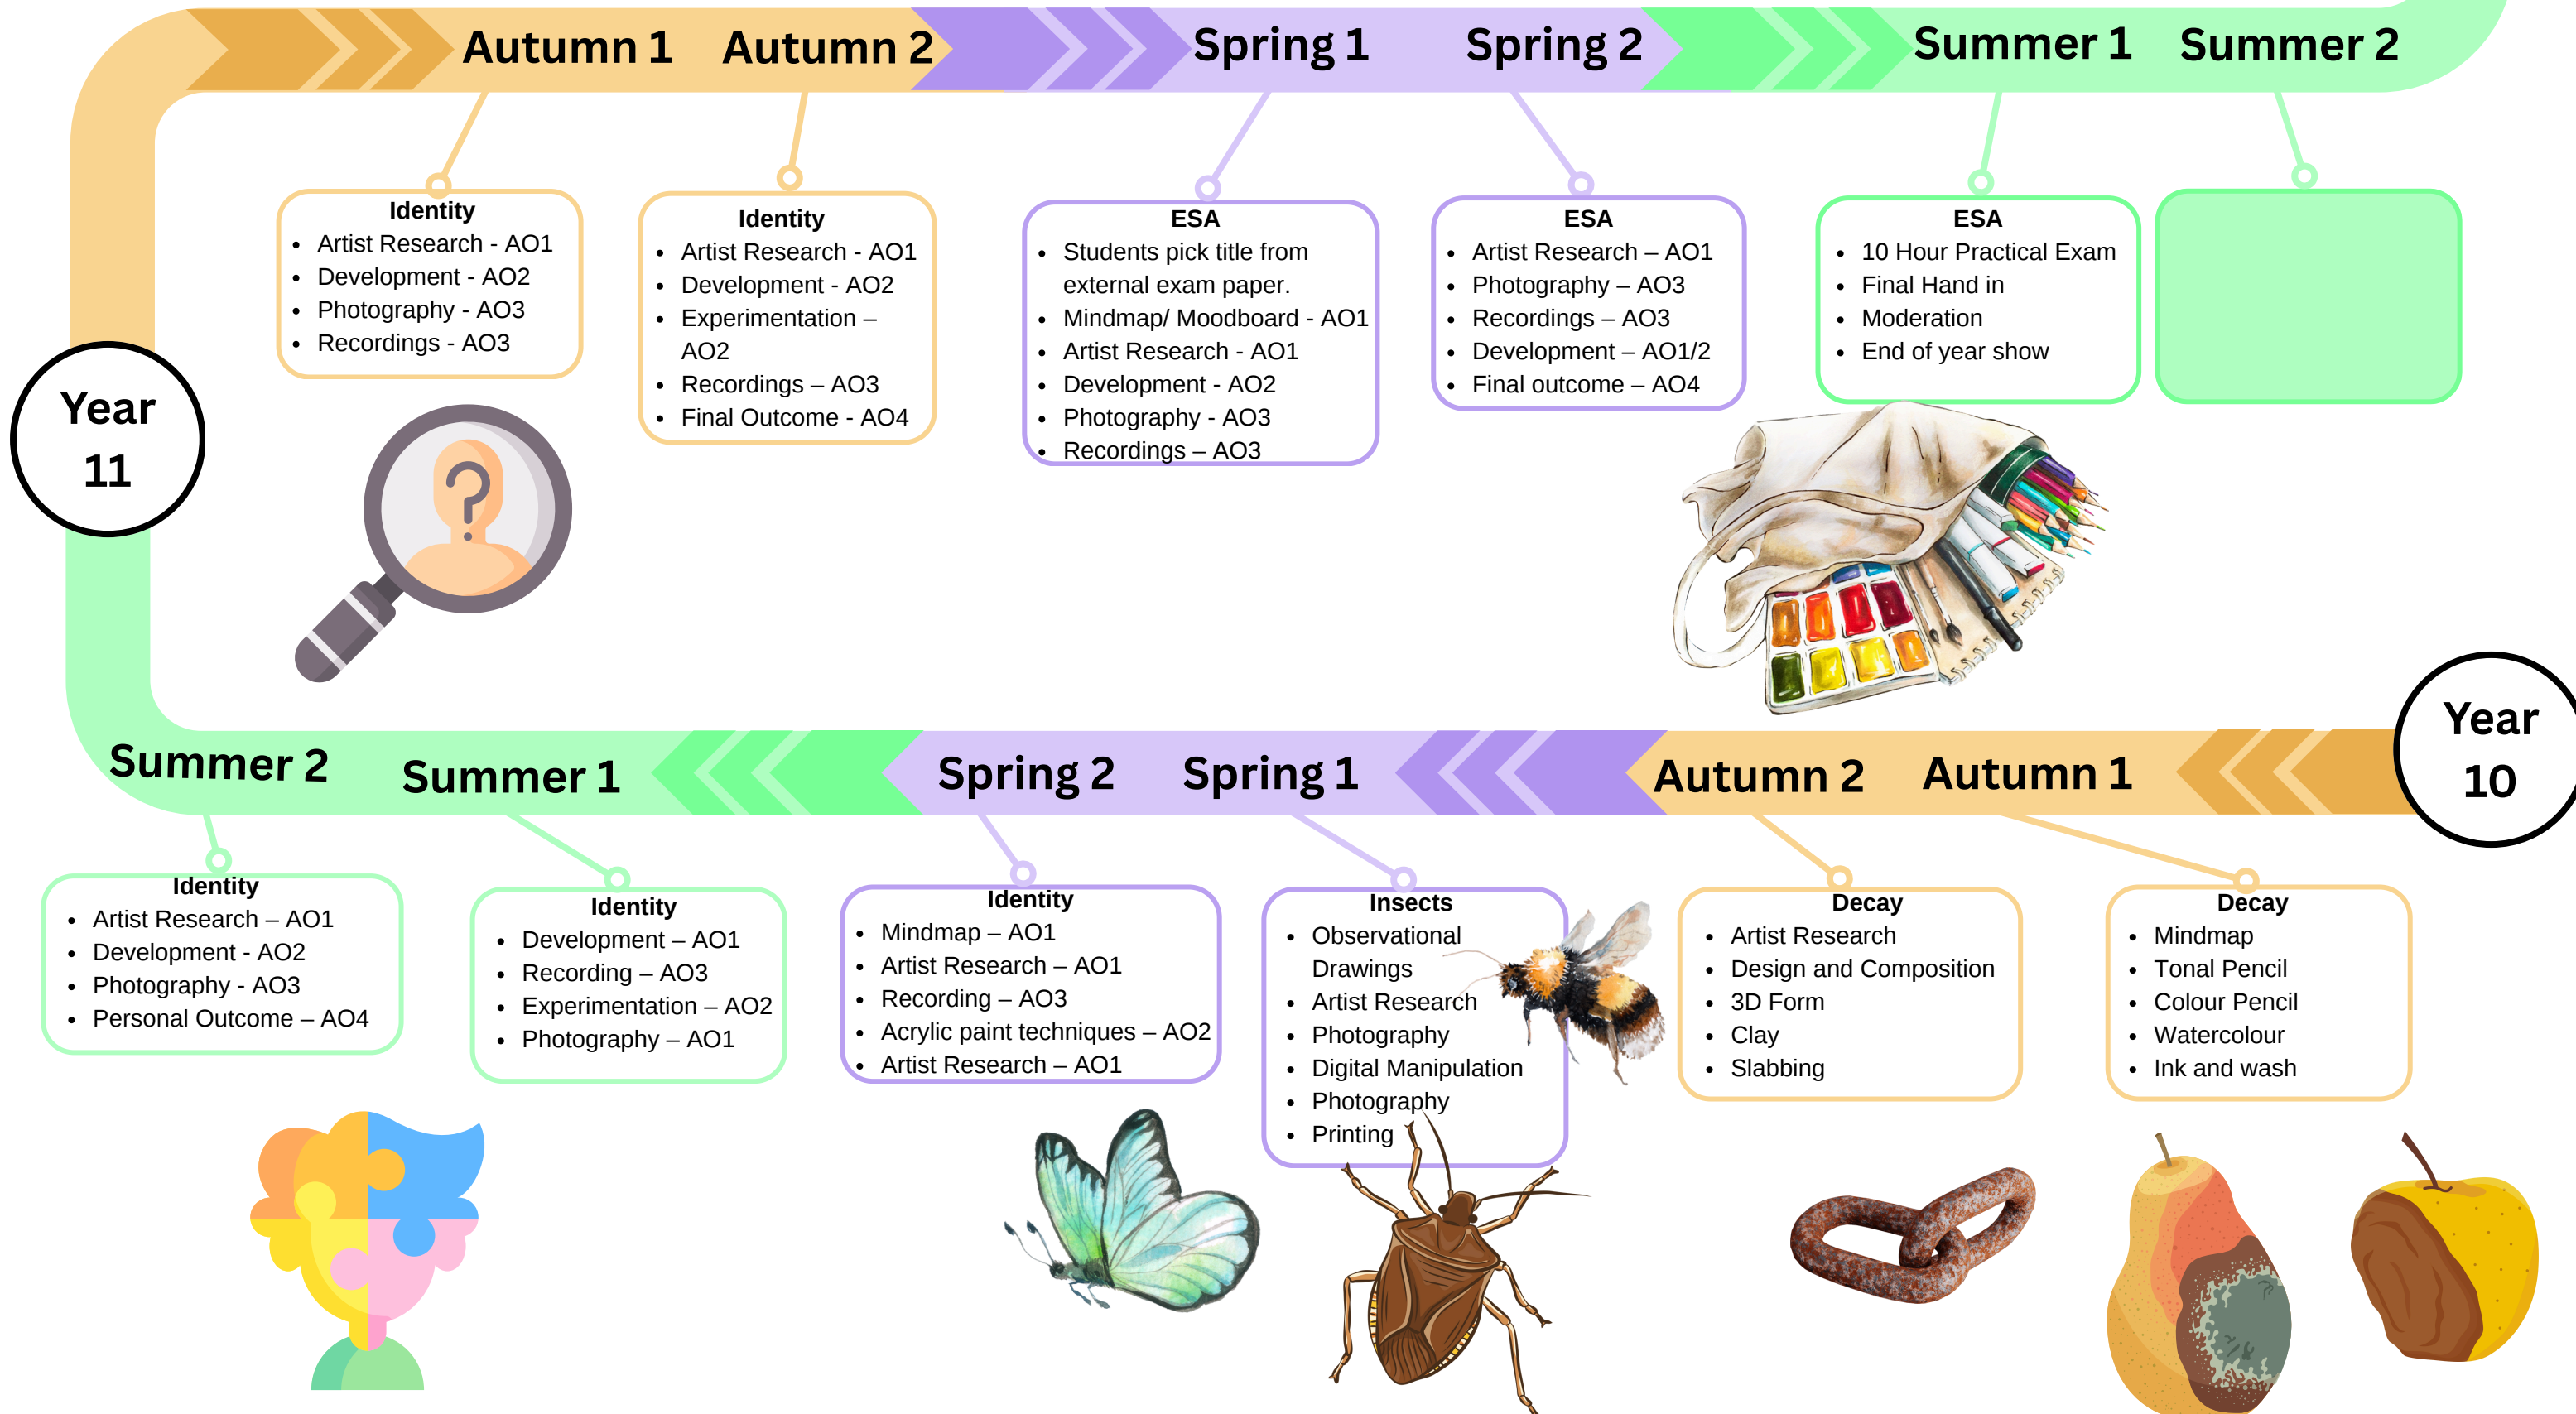 Autumn 1
Autumn 2
Spring 1
Spring 2
Summer 1
Summer 2
Identity
• Artist Research - AO1
• Development - AO2
• Photography - AO3
• Recordings - AO3
Identity
• Artist Research - AO1
• Development - AO2
• Experimentation –
AO2
• Recordings – AO3
• Final Outcome - AO4
ESA
• Students pick title from
external exam paper.
• Mindmap/ Moodboard - AO1
• Artist Research - AO1
• Development - AO2
• Photography - AO3
• Recordings – AO3
ESA
• Artist Research – AO1
• Photography – AO3
• Recordings – AO3
• Development – AO1/2
• Final outcome – AO4
ESA
• 10 Hour Practical Exam
• Final Hand in
• Moderation
• End of year show
Year
11
?
Year
10
Summer 2
Summer 1
Spring 2
Spring 1
Autumn 2
Autumn 1
Identity
• Artist Research – AO1
• Development - AO2
• Photography - AO3
• Personal Outcome – AO4
Identity
• Development – AO1
• Recording – AO3
• Experimentation – AO2
• Photography – AO1
Identity
• Mindmap – AO1
• Artist Research – AO1
• Recording – AO3
• Acrylic paint techniques – AO2
• Artist Research – AO1
Insects
• Observational
Drawings
• Artist Research
• Photography
• Digital Manipulation
• Photography
• Printing
Decay
• Artist Research
• Design and Composition
• 3D Form
• Clay
• Slabbing
Decay
• Mindmap
• Tonal Pencil
• Colour Pencil
• Watercolour
• Ink and wash